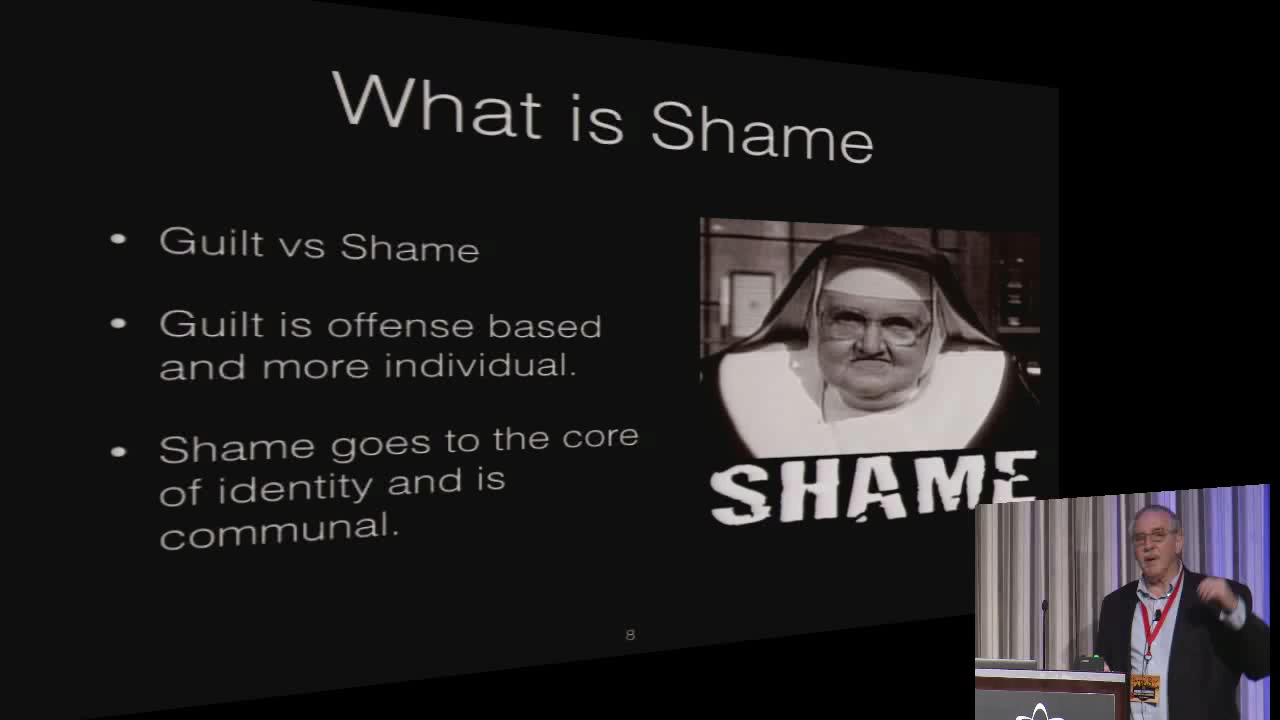 What is Shame
• Guilt vs Shame
• Guilt is offense based
and more individual.
• Shame goes to the core
of identity and is
communal.
SHAME
8